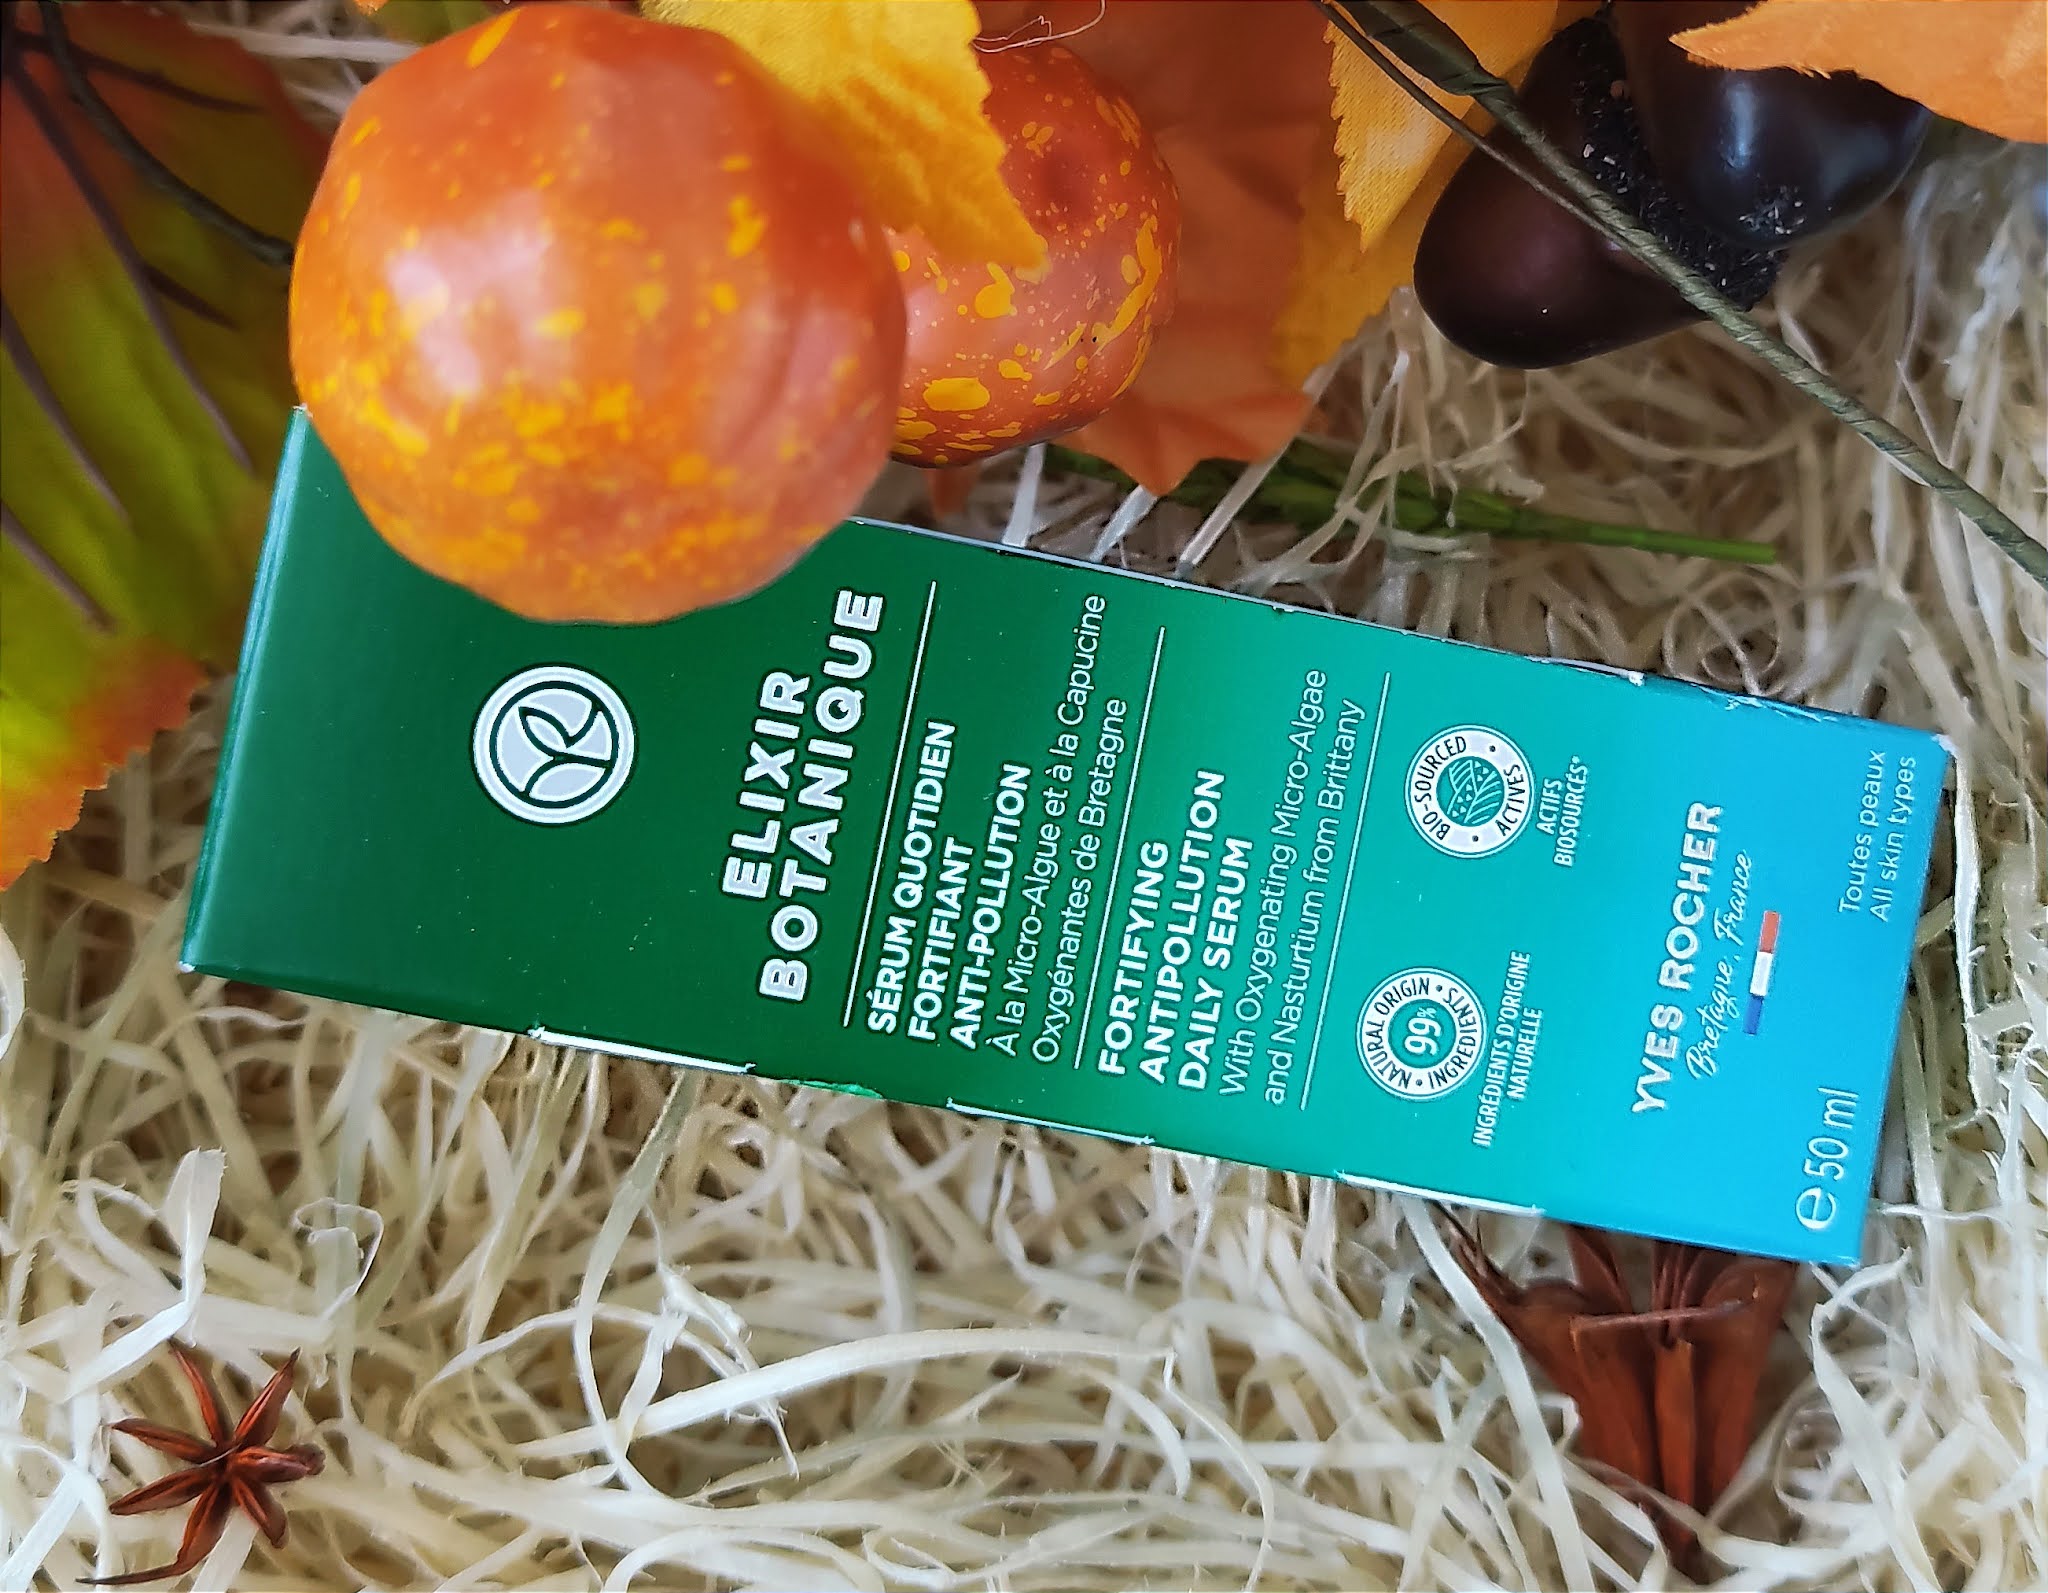 ELIXIR
BOTANIQUE
SÉRUM QUOTIDIEN
FORTIFIANT
ANTI-POLLUTION
À la Micro-Algue et à la Capucine
Oxygénantes de Bretagne
FORTIFYING
ANTIPOLLUTION
DAILY SERUM
With Oxygenating Micro-Algae
and Nasturtium from Brittany
NATURAL ORIGIN • INGREDIENTS •
99%
INGRÉDIENTS D'ORIGINE
NATURELLE
BIO-SOURCED • ACTIVES •
ACTIFS
BIOSOURCÉS*
YVES ROCHER
Bretagne, France
e 50 ml
Toutes peaux
All skin types